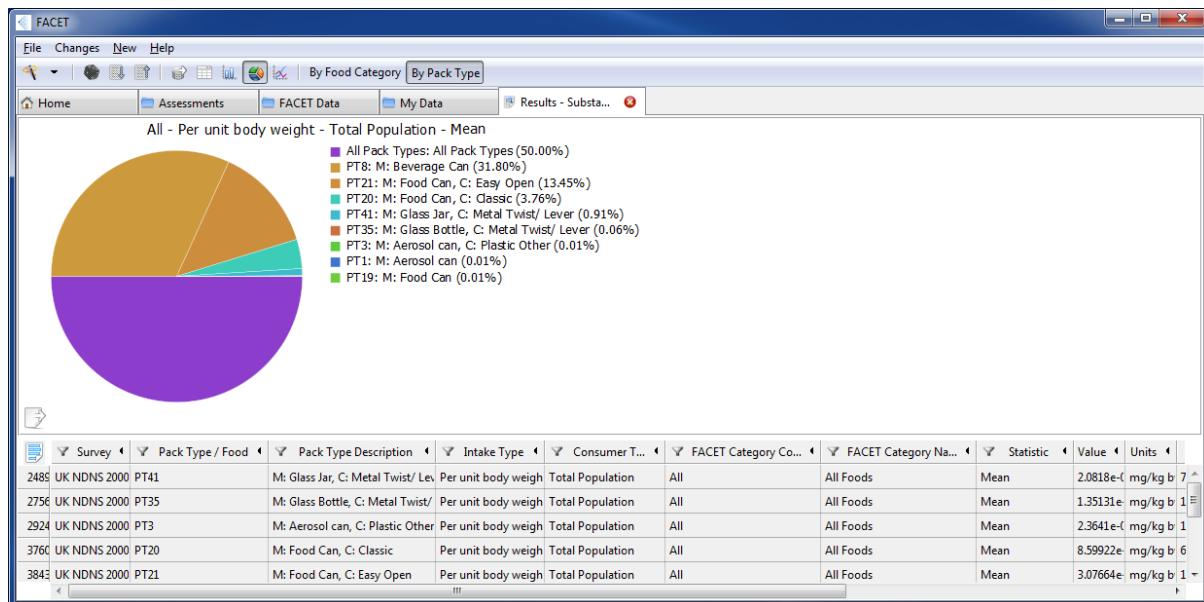 FACET
File Changes New Help
By Food Category By Pack Type
Home Assessments FACET Data My Data Results - Substa...
All - Per unit body weight - Total Population - Mean
All Pack Types: All Pack Types (50.00%)
PT8: M: Beverage Can (31.80%)
PT21: M: Food Can, C: Easy Open (13.45%)
PT20: M: Food Can, C: Classic (3.76%)
PT41: M: Glass Jar, C: Metal Twist/ Lever (0.91%)
PT35: M: Glass Bottle, C: Metal Twist/ Lever (0.06%)
PT3: M: Aerosol can, C: Plastic Other (0.01%)
PT1: M: Aerosol can (0.01%)
PT19: M: Food Can (0.01%)
Survey Pack Type / Food Pack Type Description Intake Type Consumer T... FACET Category Co... FACET Category Na... Statistic Value Units
2489 UK NDNS 2000 PT41 M: Glass Jar, C: Metal Twist/ Lev Per unit body weigh Total Population All All Foods Mean 2.0818e-0 mg/kg b 7
2756 UK NDNS 2000 PT35 M: Glass Bottle, C: Metal Twist/ Per unit body weigh Total Population All All Foods Mean 1.35131e- mg/kg b 1
2924 UK NDNS 2000 PT3 M: Aerosol can, C: Plastic Other Per unit body weigh Total Population All All Foods Mean 2.3641e-0 mg/kg b 1
3760 UK NDNS 2000 PT20 M: Food Can, C: Classic Per unit body weigh Total Population All All Foods Mean 8.59922e- mg/kg b 6
3843 UK NDNS 2000 PT21 M: Food Can, C: Easy Open Per unit body weigh Total Population All All Foods Mean 3.07664e- mg/kg b 1